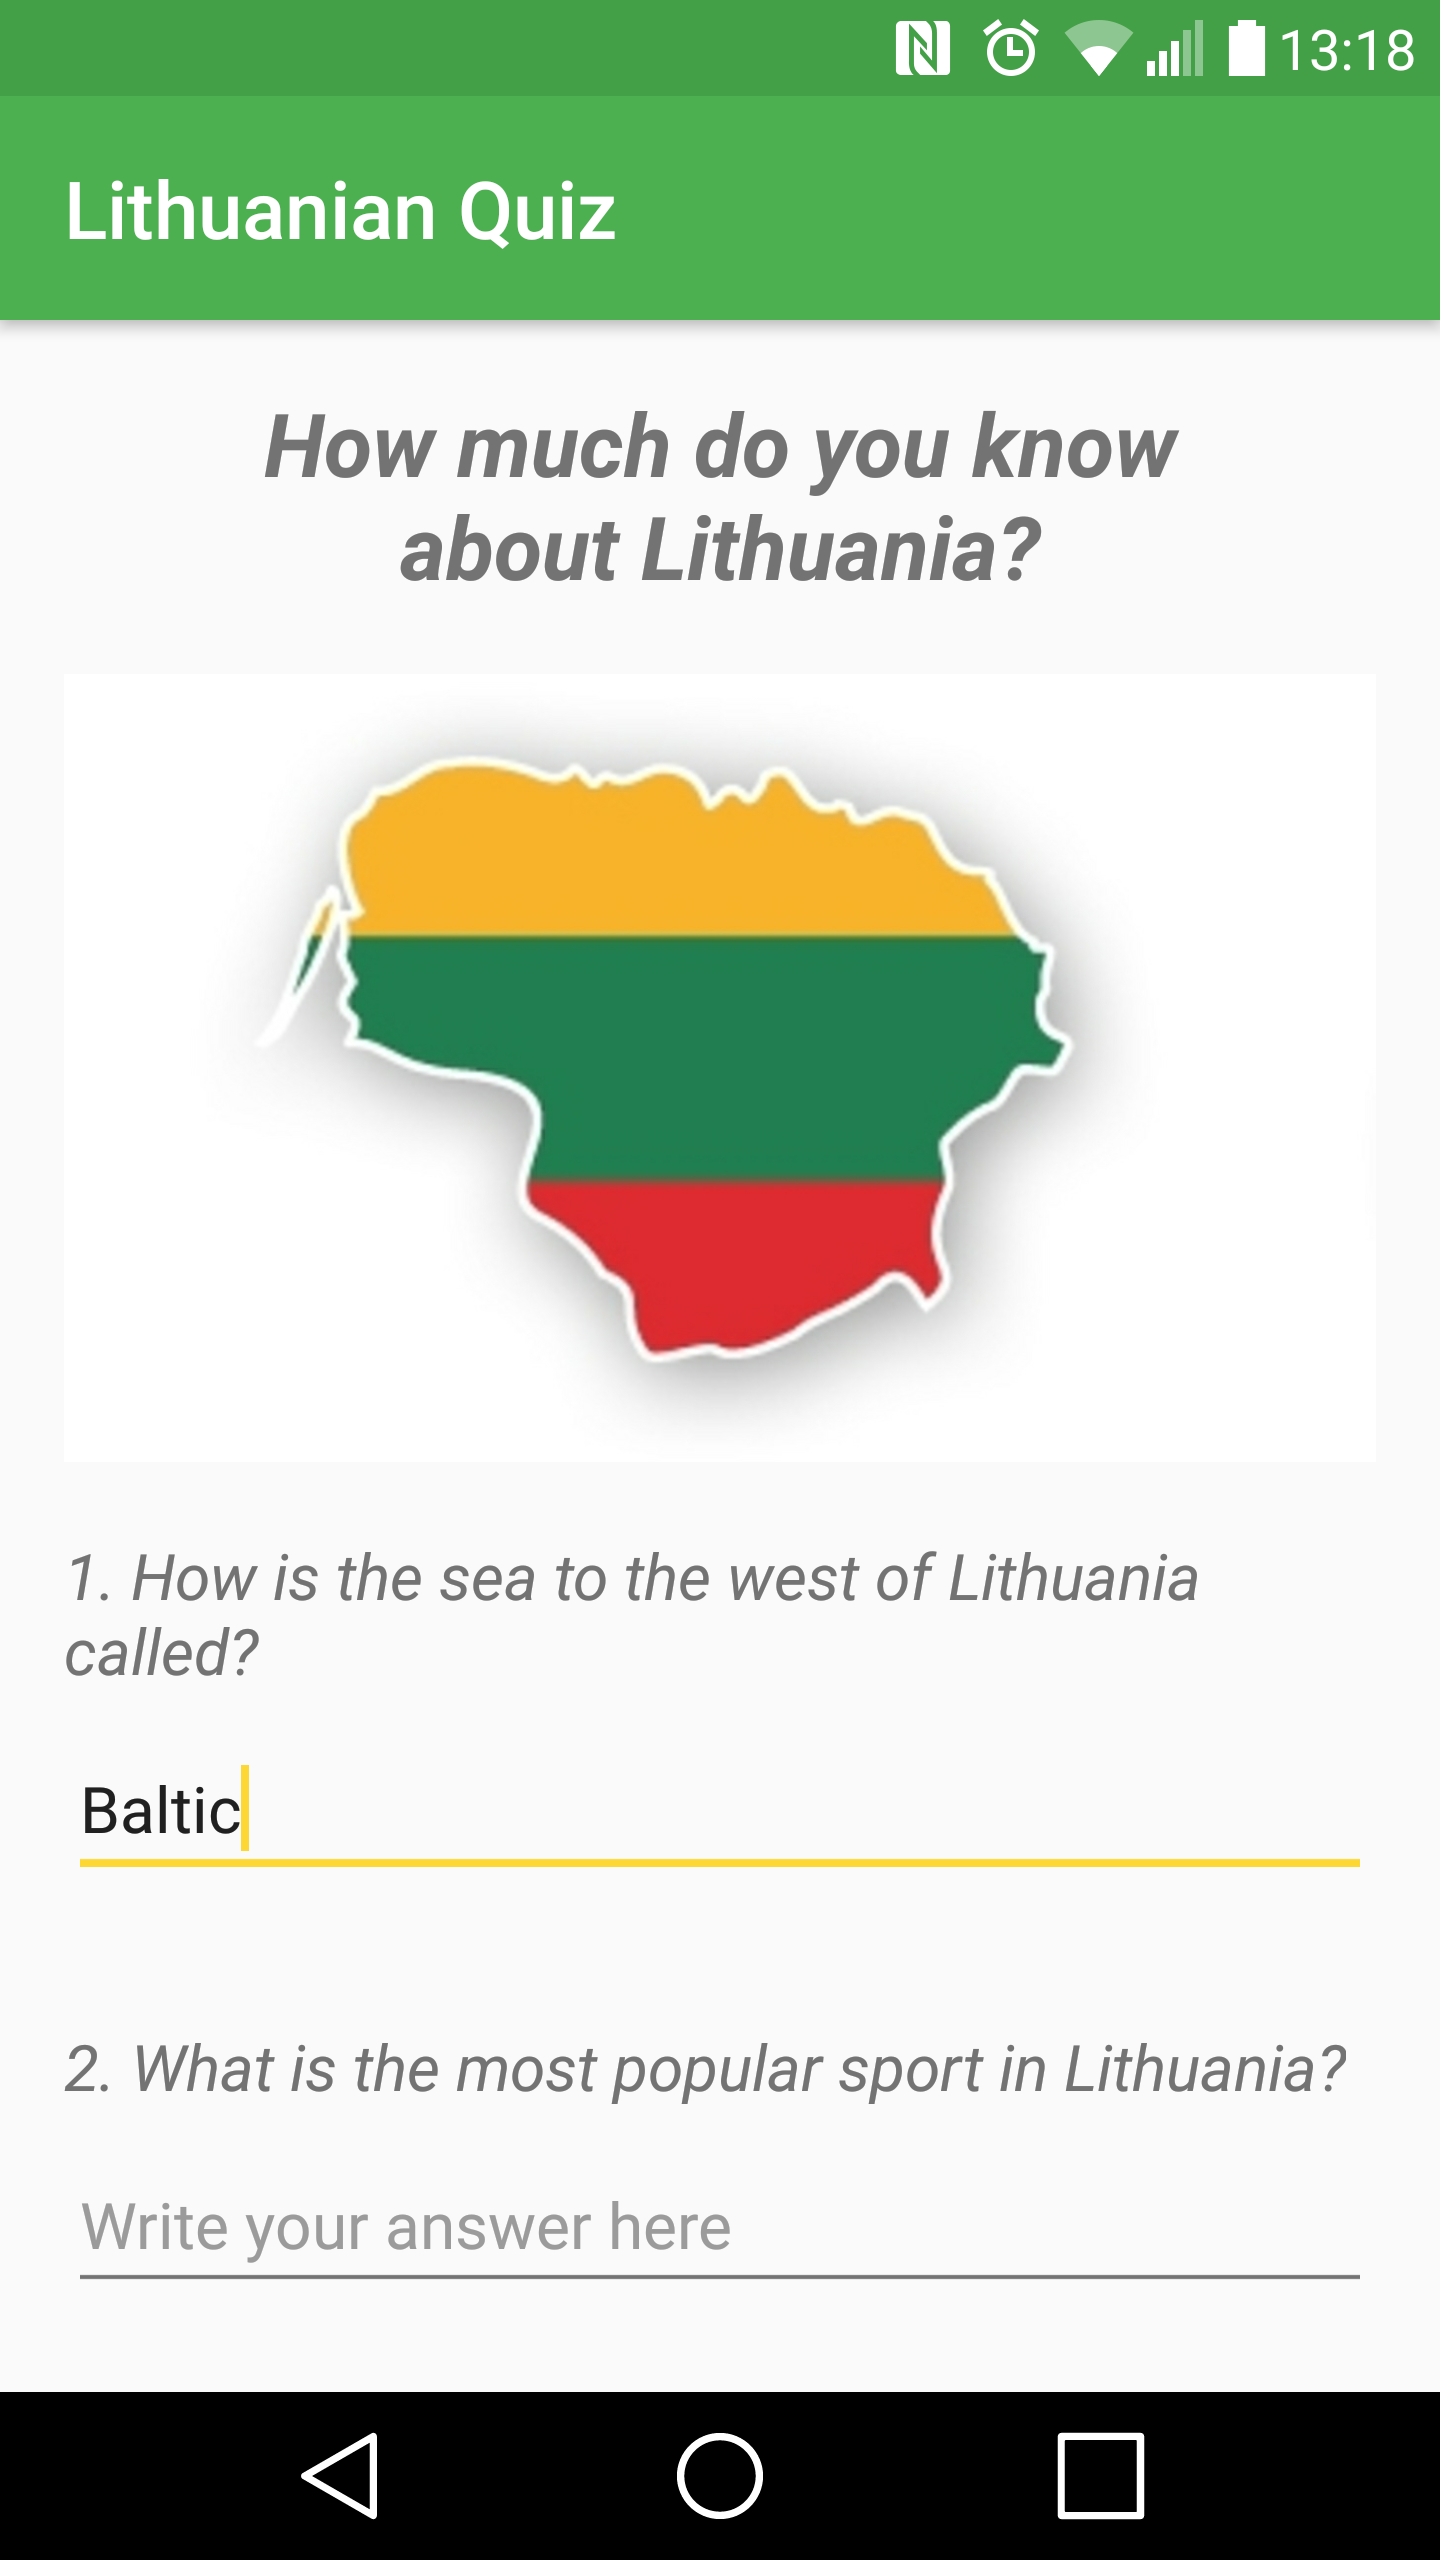 13:18
Lithuanian Quiz
How much do you know
about Lithuania?
1. How is the sea to the west of Lithuania
called?
Baltic
2. What is the most popular sport in Lithuania?
Write your answer here